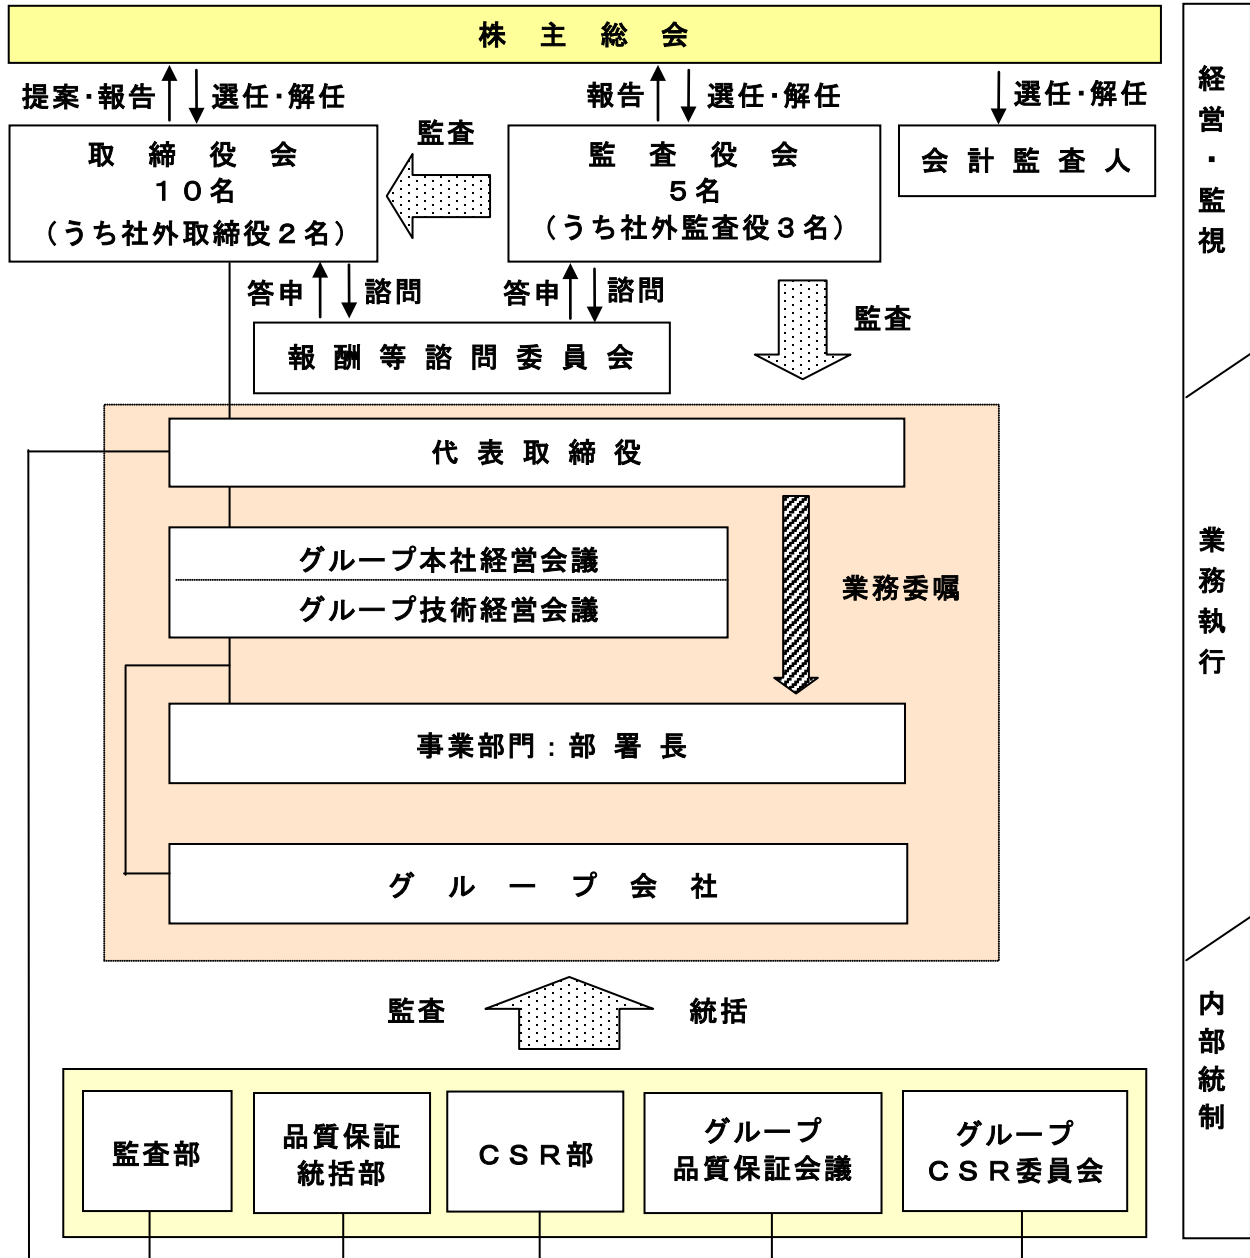 株主総会
提案・報告
選任・解任
報告
選任・解任
選任・解任
取締役会
１０名
（うち社外取締役２名）
監査
監査役会
５名
（うち社外監査役３名）
会計監査人
答申
諮問
答申
諮問
報酬等諮問委員会
監査
代表取締役
グループ本社経営会議
グループ技術経営会議
業務委嘱
事業部門：部署長
グループ会社
監査
統括
監査部
品質保証
統括部
ＣＳＲ部
グループ
品質保証会議
グループ
ＣＳＲ委員会
経営・監視
業務執行
内部統制